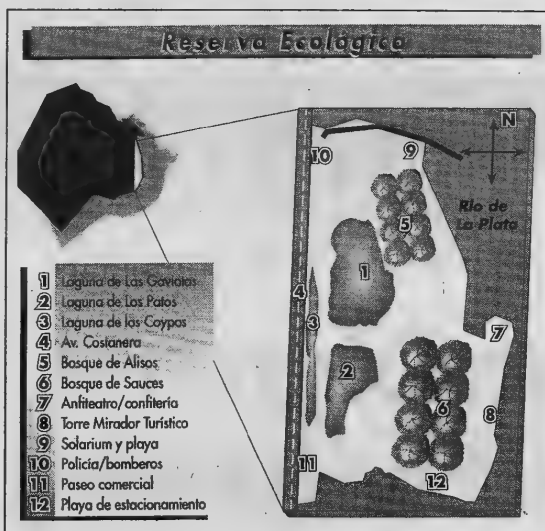 Reserva Ecológica
N
10
9
Río de
La Plata
5
1
4
3
7
2
6
8
11
12
1 Laguna de Las Gaviotas
2 Laguna de Los Patos
3 Laguna de los Coypos
4 Av. Costanera
5 Bosque de Alisos
6 Bosque de Sauces
7 Anfiteatro/confitería
8 Torre Mirador Turístico
9 Solarium y playa
10 Policía/bomberos
11 Paseo comercial
12 Playa de estacionamiento